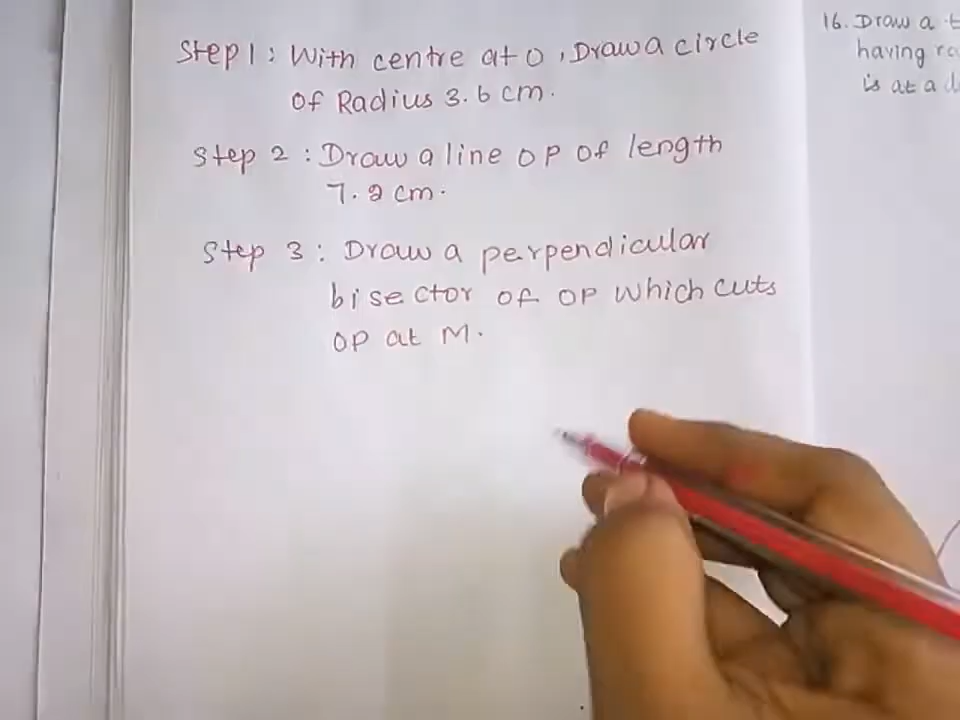 Step 1: With centre at O, Draw a circle
of Radius 3.6 cm.
Step 2: Draw a line OP of length
7.2 cm.
Step 3: Draw a perpendicular
bisector of OP which cuts
OP at M.
16. Draw a
having
is at a